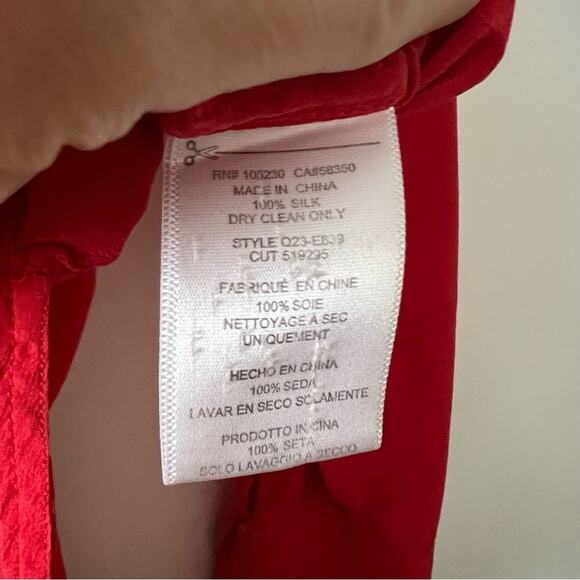 RN# 105230 CA#58350
MADE IN CHINA
100% SILK
DRY CLEAN ONLY
STYLE Q23-E839
CUT 519295
FABRIQUÉ EN CHINE
100% SOIE
NETTOYAGE À SEC
UN QUEMENT
HECHO EN CHINA
100% SEDA
LAVAR EN SECO SOLAMENTE
PRODOTTO IN CINA
100% SETA
SOLO LAVAGGIO A SECCO